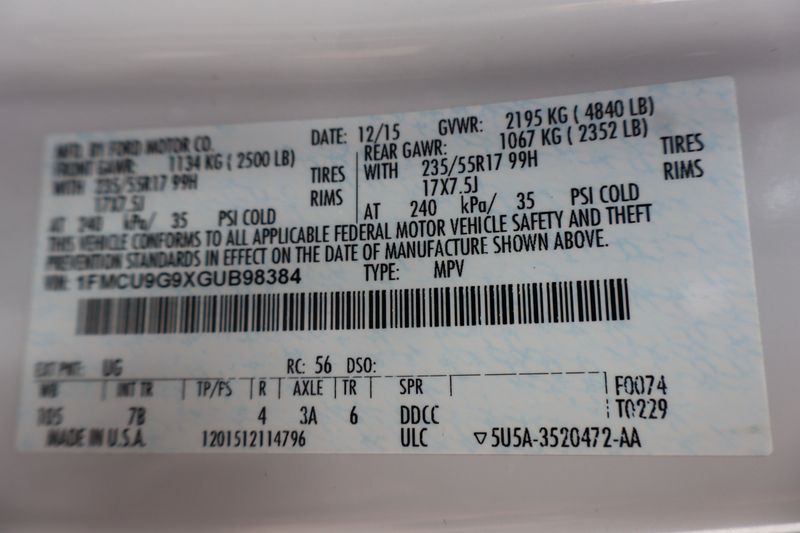 MFD. BY FORD MOTOR CO. DATE: 12/15 GVWR: 2195 KG ( 4840 LB)
FRONT GAWR: 1134 KG ( 2500 LB) REAR GAWR: 1067 KG ( 2352 LB)
WITH 235/55R17 99H TIRES WITH 235/55R17 99H TIRES
17X7.5J RIMS 17X7.5J RIMS
AT 240 kPa/ 35 PSI COLD AT 240 kPa/ 35 PSI COLD
THIS VEHICLE CONFORMS TO ALL APPLICABLE FEDERAL MOTOR VEHICLE SAFETY AND THEFT
PREVENTION STANDARDS IN EFFECT ON THE DATE OF MANUFACTURE SHOWN ABOVE.
VIN: 1FMCU9G9XGUB98384 TYPE: MPV
EXT PNT: UG RC: 56 DSO:
WB INT TR TP/PS R AXLE TR SPR F0074
105 7B 4 3A 6 DDCC T0229
MADE IN U.S.A. 1201512114796 ULC ▽5U5A-3520472-AA